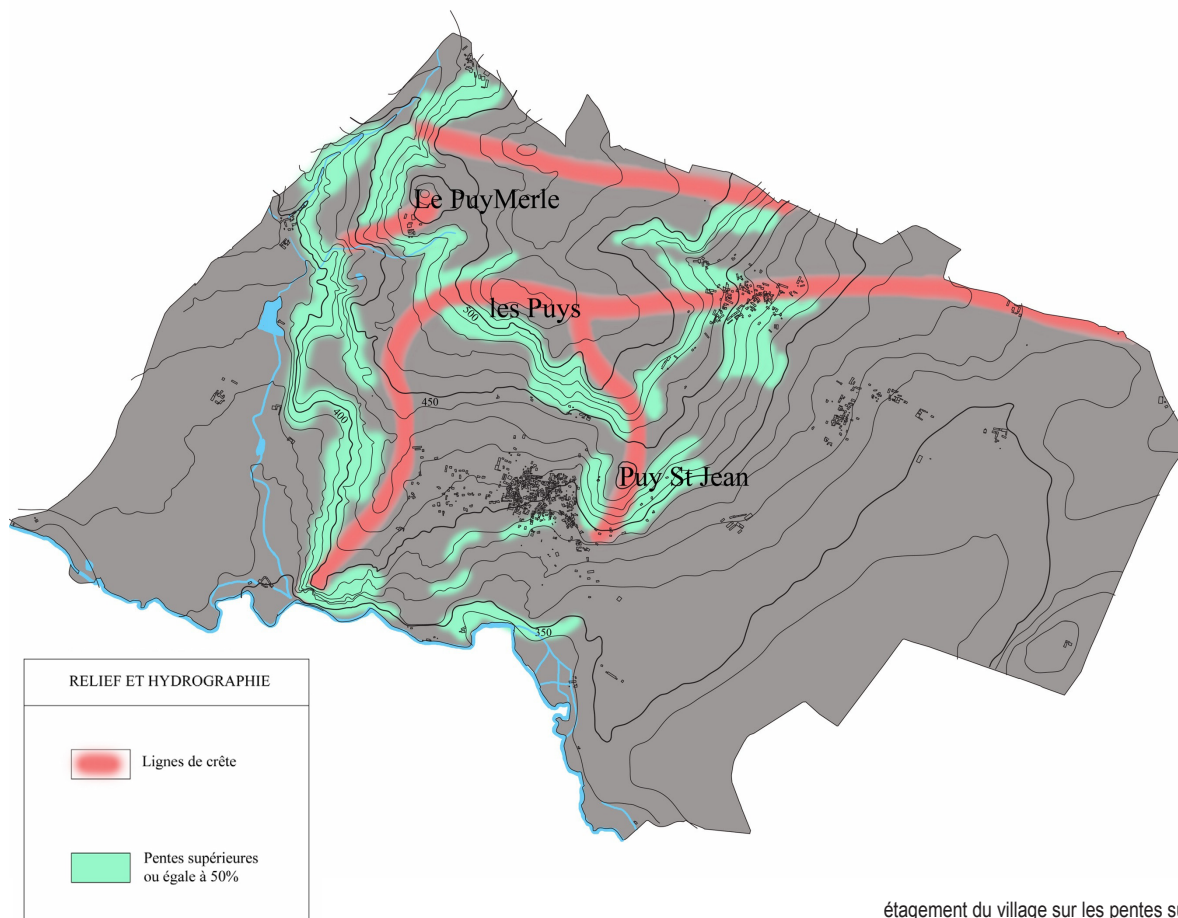 Le PuyMerle
les Puys
500
450
400
Puy St Jean
350
RELIEF ET HYDROGRAPHIE
Lignes de crête
Pentes supérieures
ou égale à 50%
étagement du village sur les pentes su